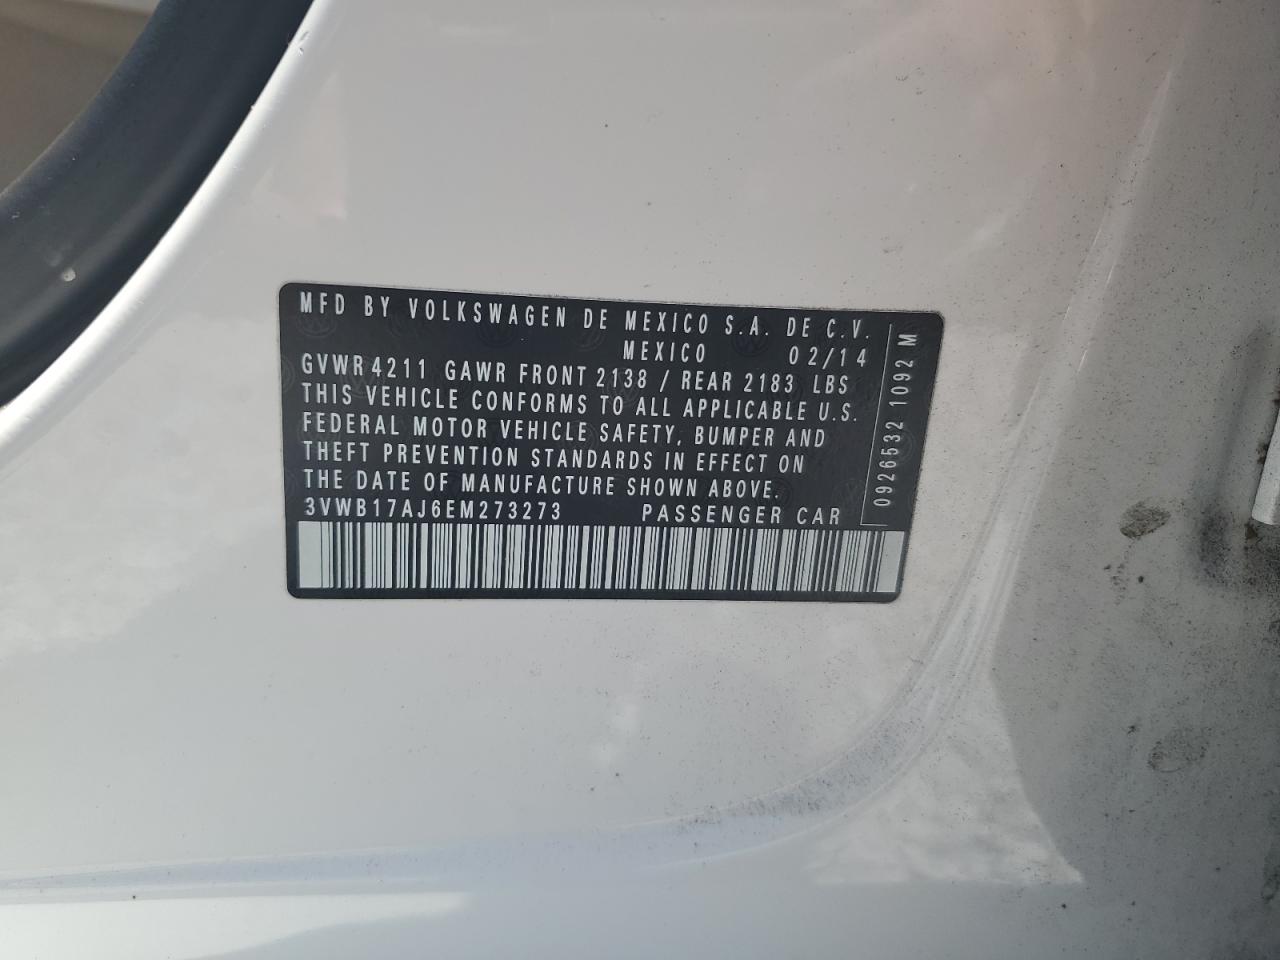 MFD BY VOLKSWAGEN DE MEXICO S.A. DE C.V.
MEXICO 02/14
GVWR 4211 GAWR FRONT 2138 / REAR 2183 LBS
THIS VEHICLE CONFORMS TO ALL APPLICABLE U.S.
FEDERAL MOTOR VEHICLE SAFETY, BUMPER AND
THEFT PREVENTION STANDARDS IN EFFECT ON
THE DATE OF MANUFACTURE SHOWN ABOVE.
3VWB17AJ6EM273273 PASSENGER CAR
0926532 1092 M